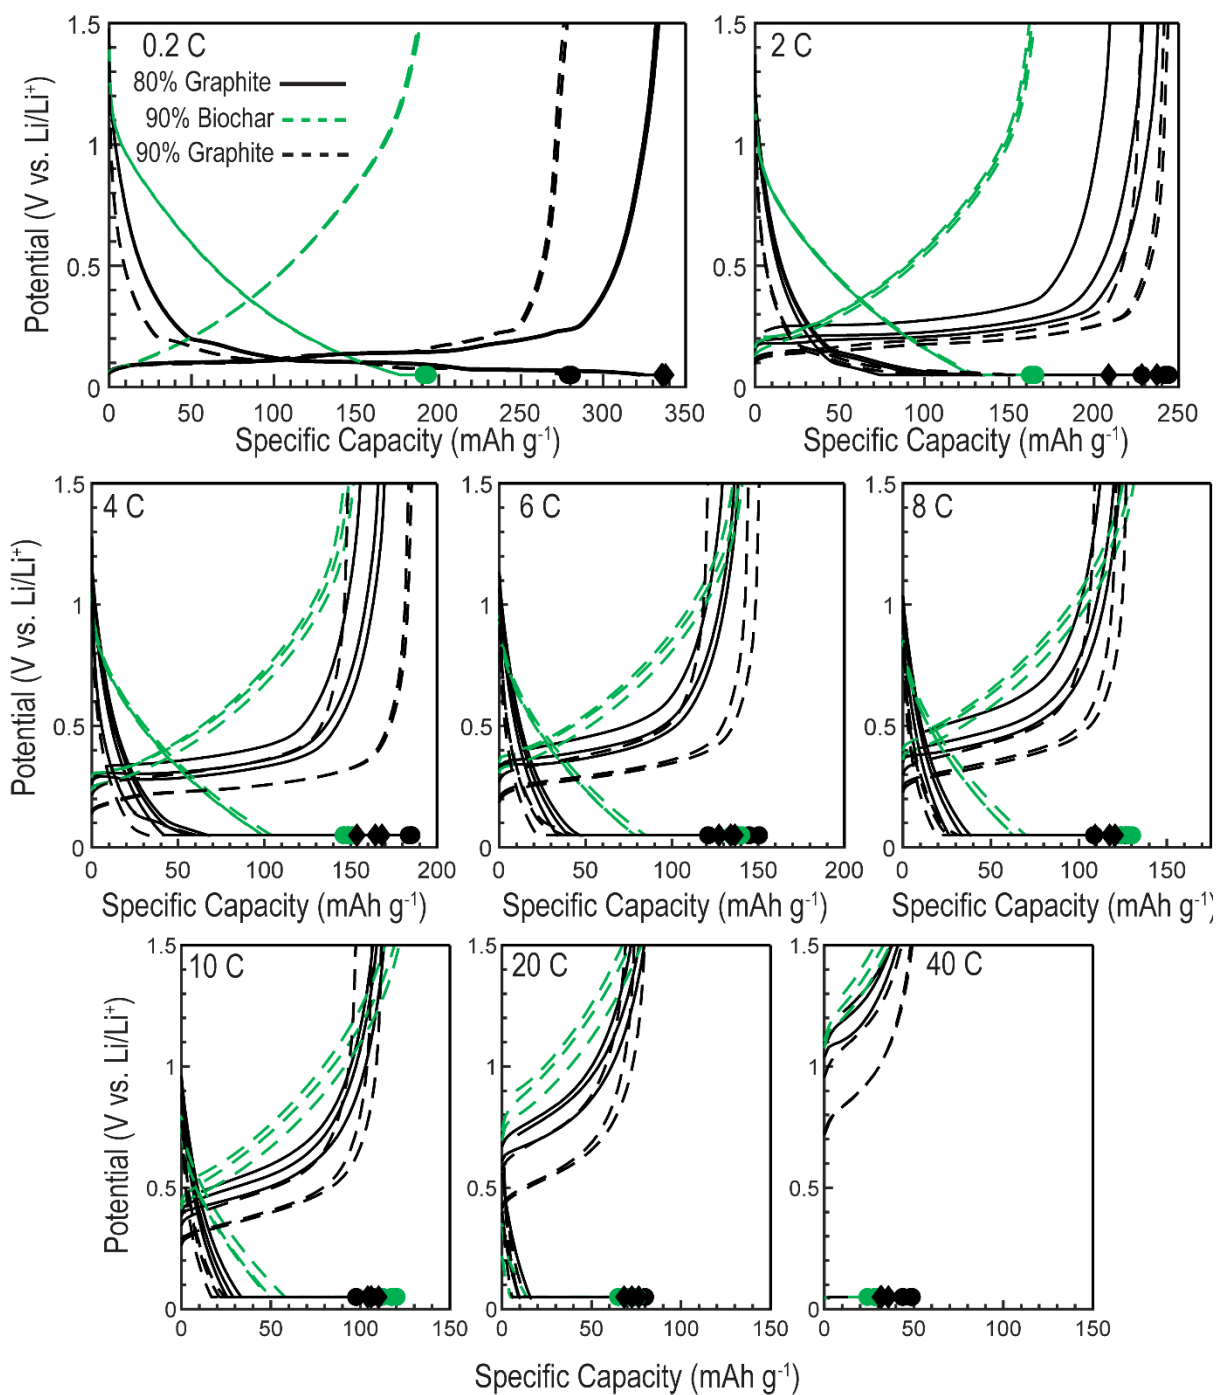 1.5
1
0.5
0
Potential (V vs. Li/Li⁺)
0.2 C
80% Graphite
90% Biochar
90% Graphite
0 50 100 150 200 250 300 350
Specific Capacity (mAh g⁻¹)
1.5
1
0.5
0
2 C
0 50 100 150 200 250
Specific Capacity (mAh g⁻¹)
1.5
1
0.5
0
Potential (V vs. Li/Li⁺)
4 C
0 50 100 150 200
Specific Capacity (mAh g⁻¹)
1.5
1
0.5
0
6 C
0 50 100 150 200
Specific Capacity (mAh g⁻¹)
1.5
1
0.5
0
8 C
0 50 100 150
Specific Capacity (mAh g⁻¹)
1.5
1
0.5
0
Potential (V vs. Li/Li⁺)
10 C
0 50 100 150
1.5
1
0.5
0
20 C
0 50 100 150
1.5
1
0.5
0
40 C
0 50 100 150
Specific Capacity (mAh g⁻¹)